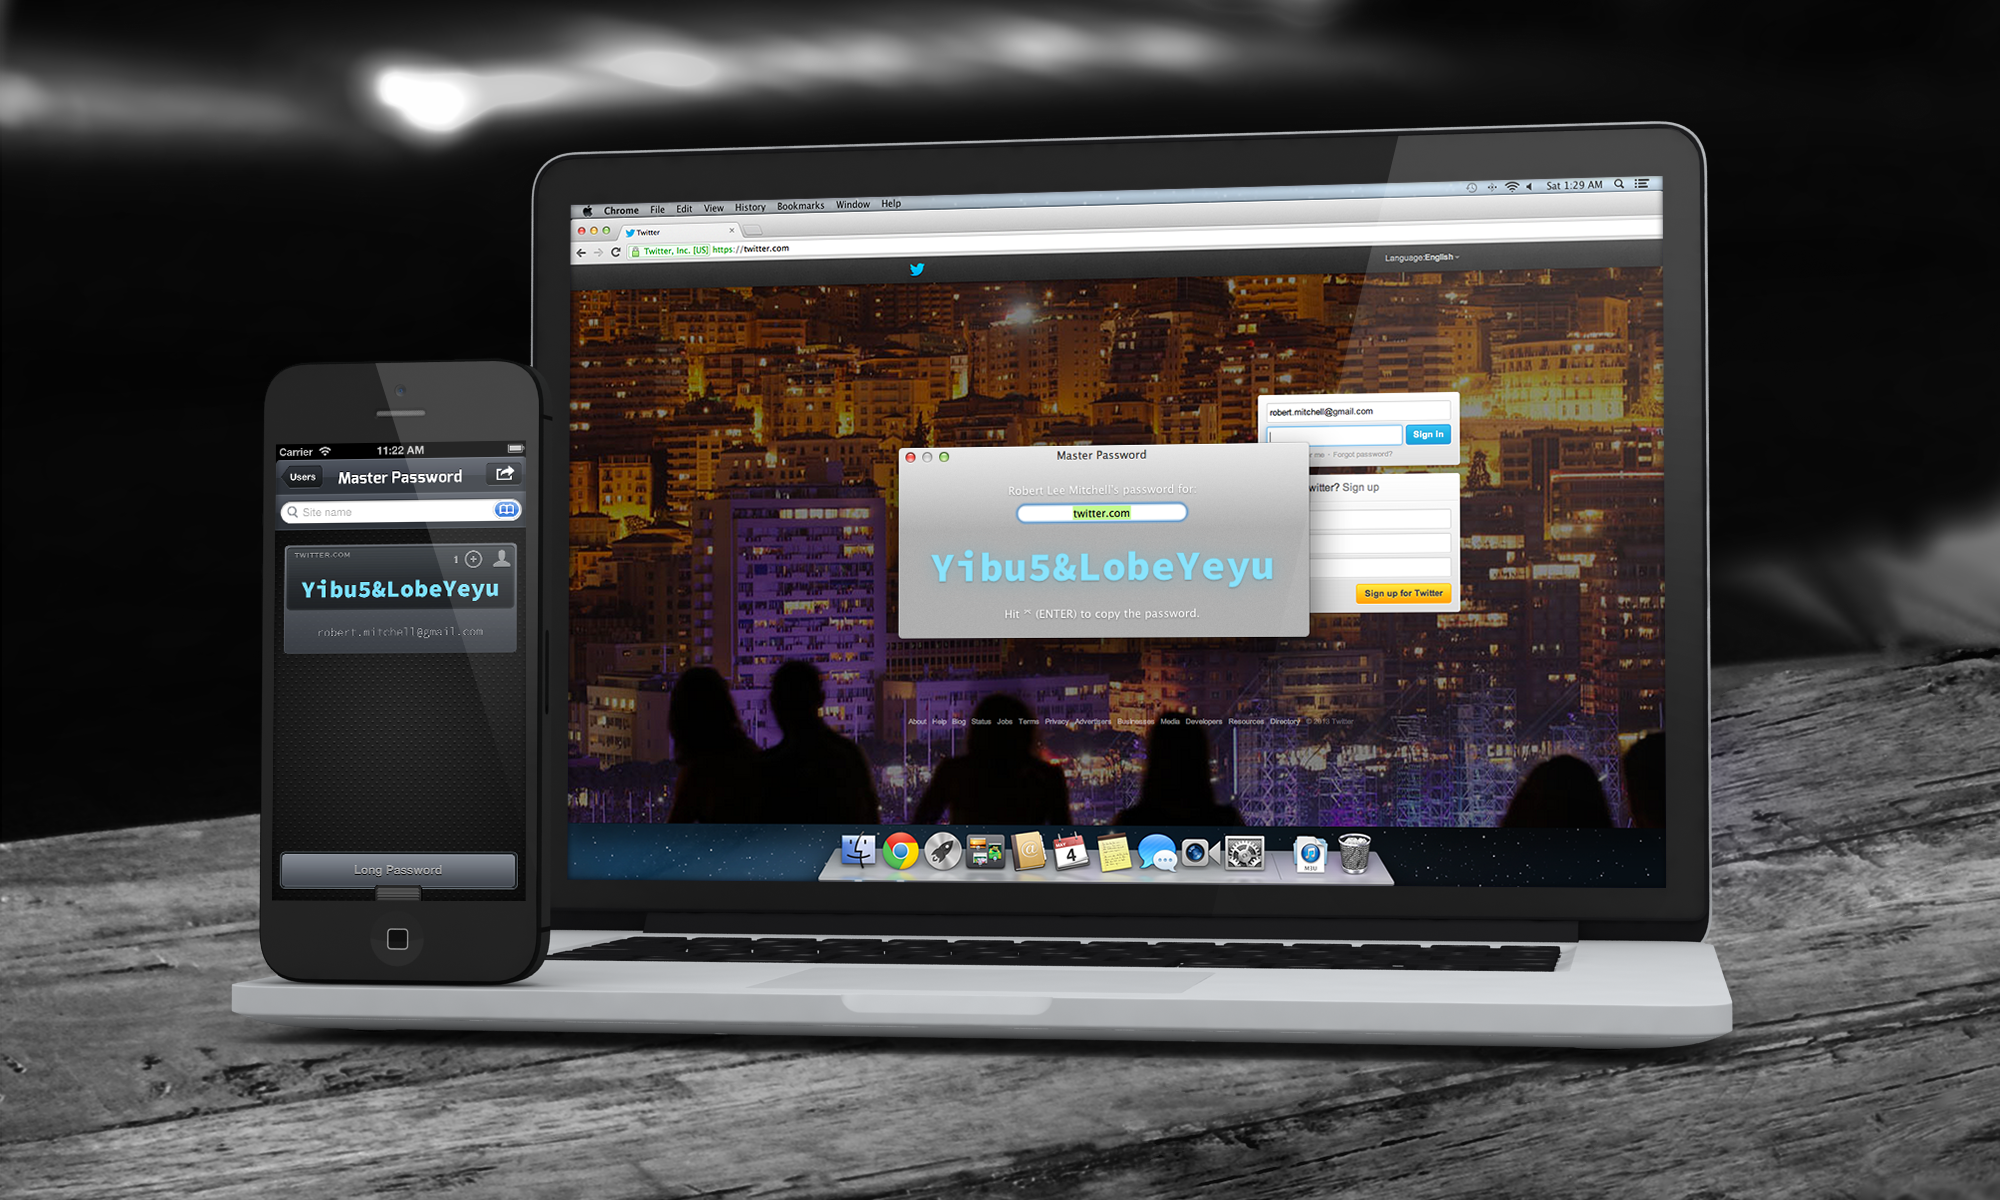 Chrome File Edit View History Bookmarks Window Help
Sat 1:29 AM
Twitter
Twitter, Inc. [US] https://twitter.com
Language:English
robert.mitchell@gmail.com
Sign In
Forgot password?
Sign up
Sign up for Twitter
Master Password
Robert Lee Mitchell's password for:
twitter.com
Yibu5&LobeYeyu
Hit ⌤ (ENTER) to copy the password.
About Help Blog Status Jobs Terms Privacy Advertisers Businesses Media Developers Resources Directory © 2013 Twitter
MAY
4
M3U
Carrier 11:22 AM
Users Master Password
Site name
TWITTER.COM 1
Yibu5&LobeYeyu
robert.mitchell@gmail.com
Long Password